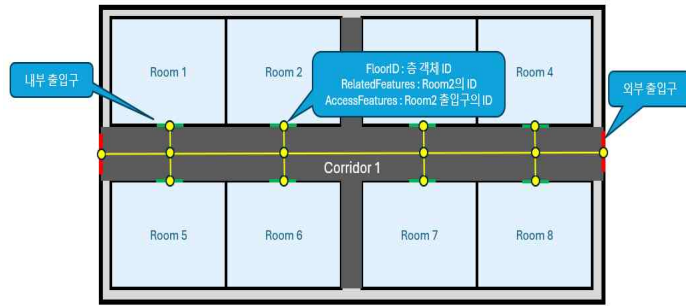 Room 1
Room 2
FloorID : 층 객체 ID
RelatedFeatures : Room2의 ID
AccessFeatures : Room2 출입구의 ID
Room 4
내부 출입구
외부 출입구
Corridor 1
Room 5
Room 6
Room 7
Room 8